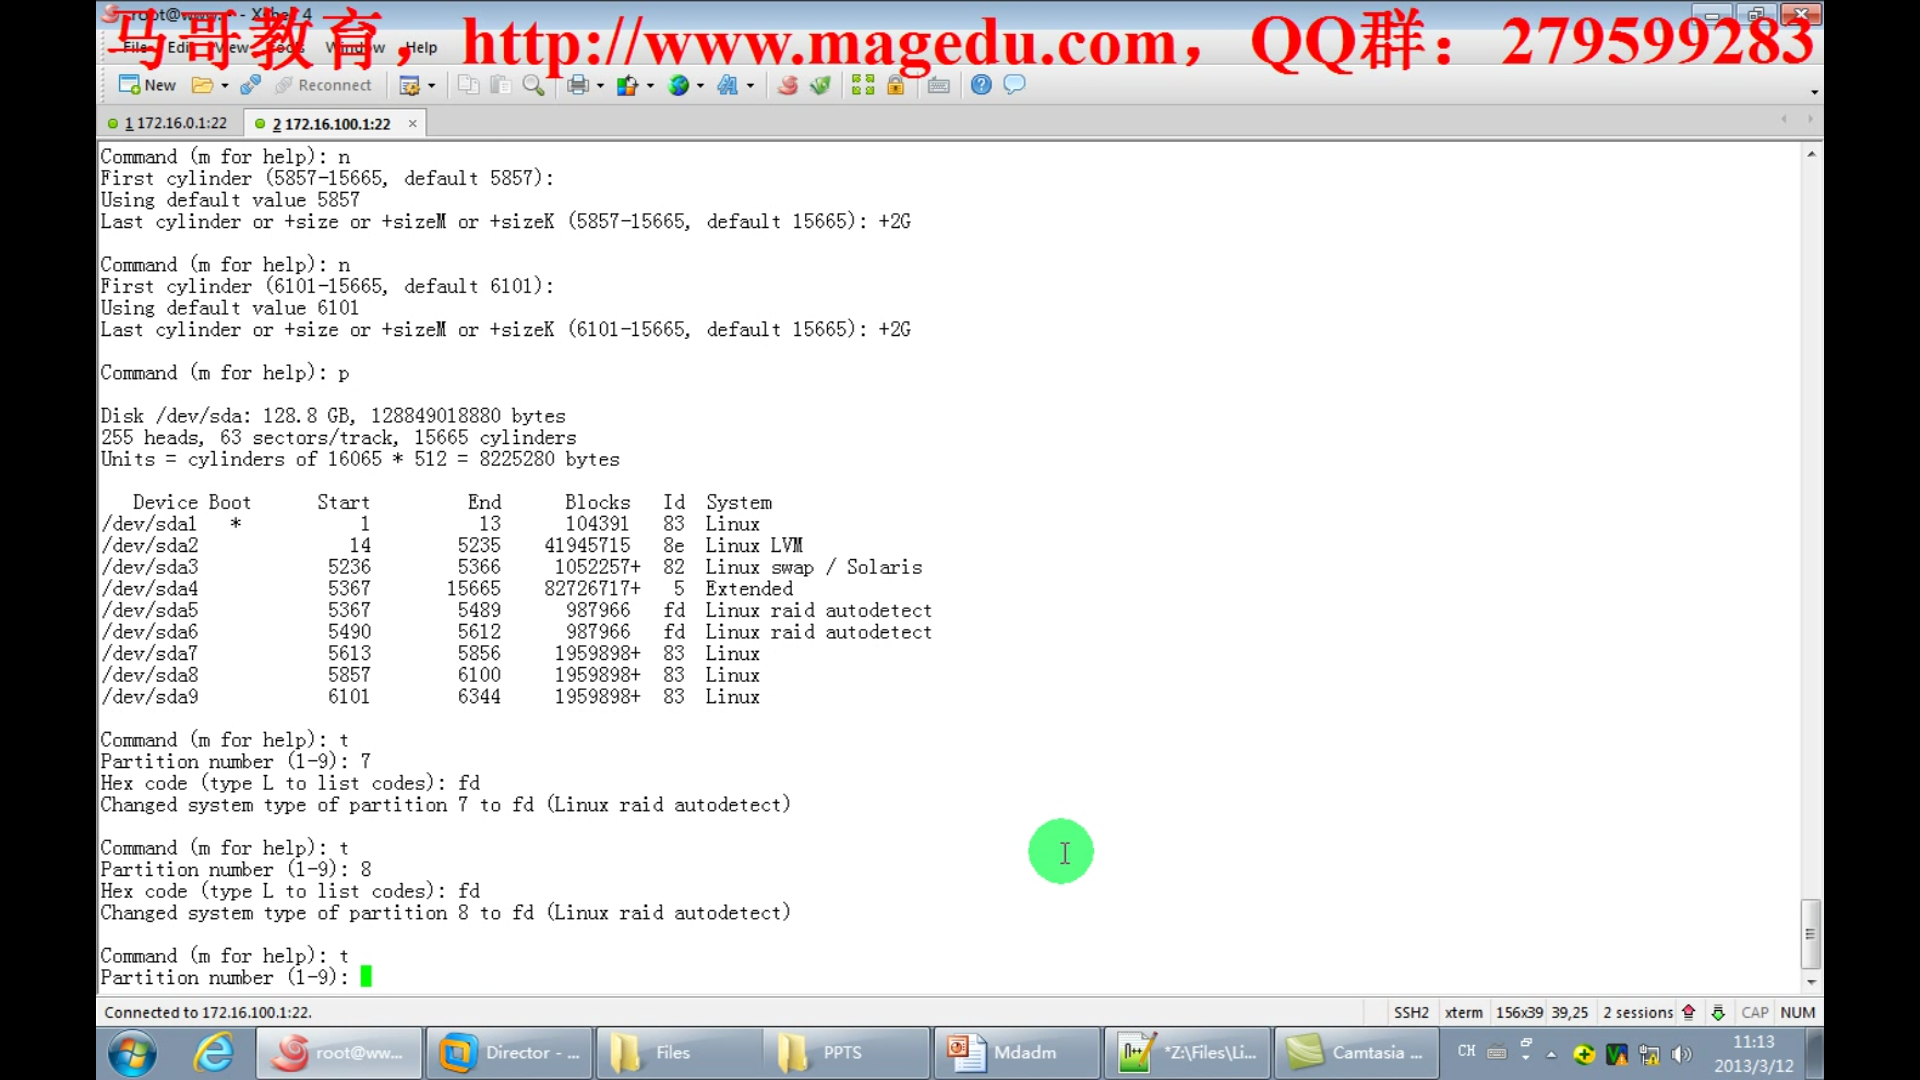 root@www:~ - Xshell 4
马哥教育，http://www.magedu.com，QQ群：279599283
File Edit View Tools Window Help
New Reconnect
1 172.16.0.1:22 2 172.16.100.1:22
Command (m for help): n
First cylinder (5857-15665, default 5857):
Using default value 5857
Last cylinder or +size or +sizeM or +sizeK (5857-15665, default 15665): +2G
Command (m for help): n
First cylinder (6101-15665, default 6101):
Using default value 6101
Last cylinder or +size or +sizeM or +sizeK (6101-15665, default 15665): +2G
Command (m for help): p
Disk /dev/sda: 128.8 GB, 128849018880 bytes
255 heads, 63 sectors/track, 15665 cylinders
Units = cylinders of 16065 * 512 = 8225280 bytes
Device Boot Start End Blocks Id System
/dev/sda1 * 1 13 104391 83 Linux
/dev/sda2 14 5235 41945715 8e Linux LVM
/dev/sda3 5236 5366 1052257+ 82 Linux swap / Solaris
/dev/sda4 5367 15665 82726717+ 5 Extended
/dev/sda5 5367 5489 987966 fd Linux raid autodetect
/dev/sda6 5490 5612 987966 fd Linux raid autodetect
/dev/sda7 5613 5856 1959898+ 83 Linux
/dev/sda8 5857 6100 1959898+ 83 Linux
/dev/sda9 6101 6344 1959898+ 83 Linux
Command (m for help): t
Partition number (1-9): 7
Hex code (type L to list codes): fd
Changed system type of partition 7 to fd (Linux raid autodetect)
Command (m for help): t
Partition number (1-9): 8
Hex code (type L to list codes): fd
Changed system type of partition 8 to fd (Linux raid autodetect)
Command (m for help): t
Partition number (1-9):
Connected to 172.16.100.1:22. SSH2 xterm 156x39 39,25 2 sessions CAP NUM
root@ww... Director - ... Files PPTS Mdadm *Z:\Files\Li... Camtasia ... CH 11:13
2013/3/12